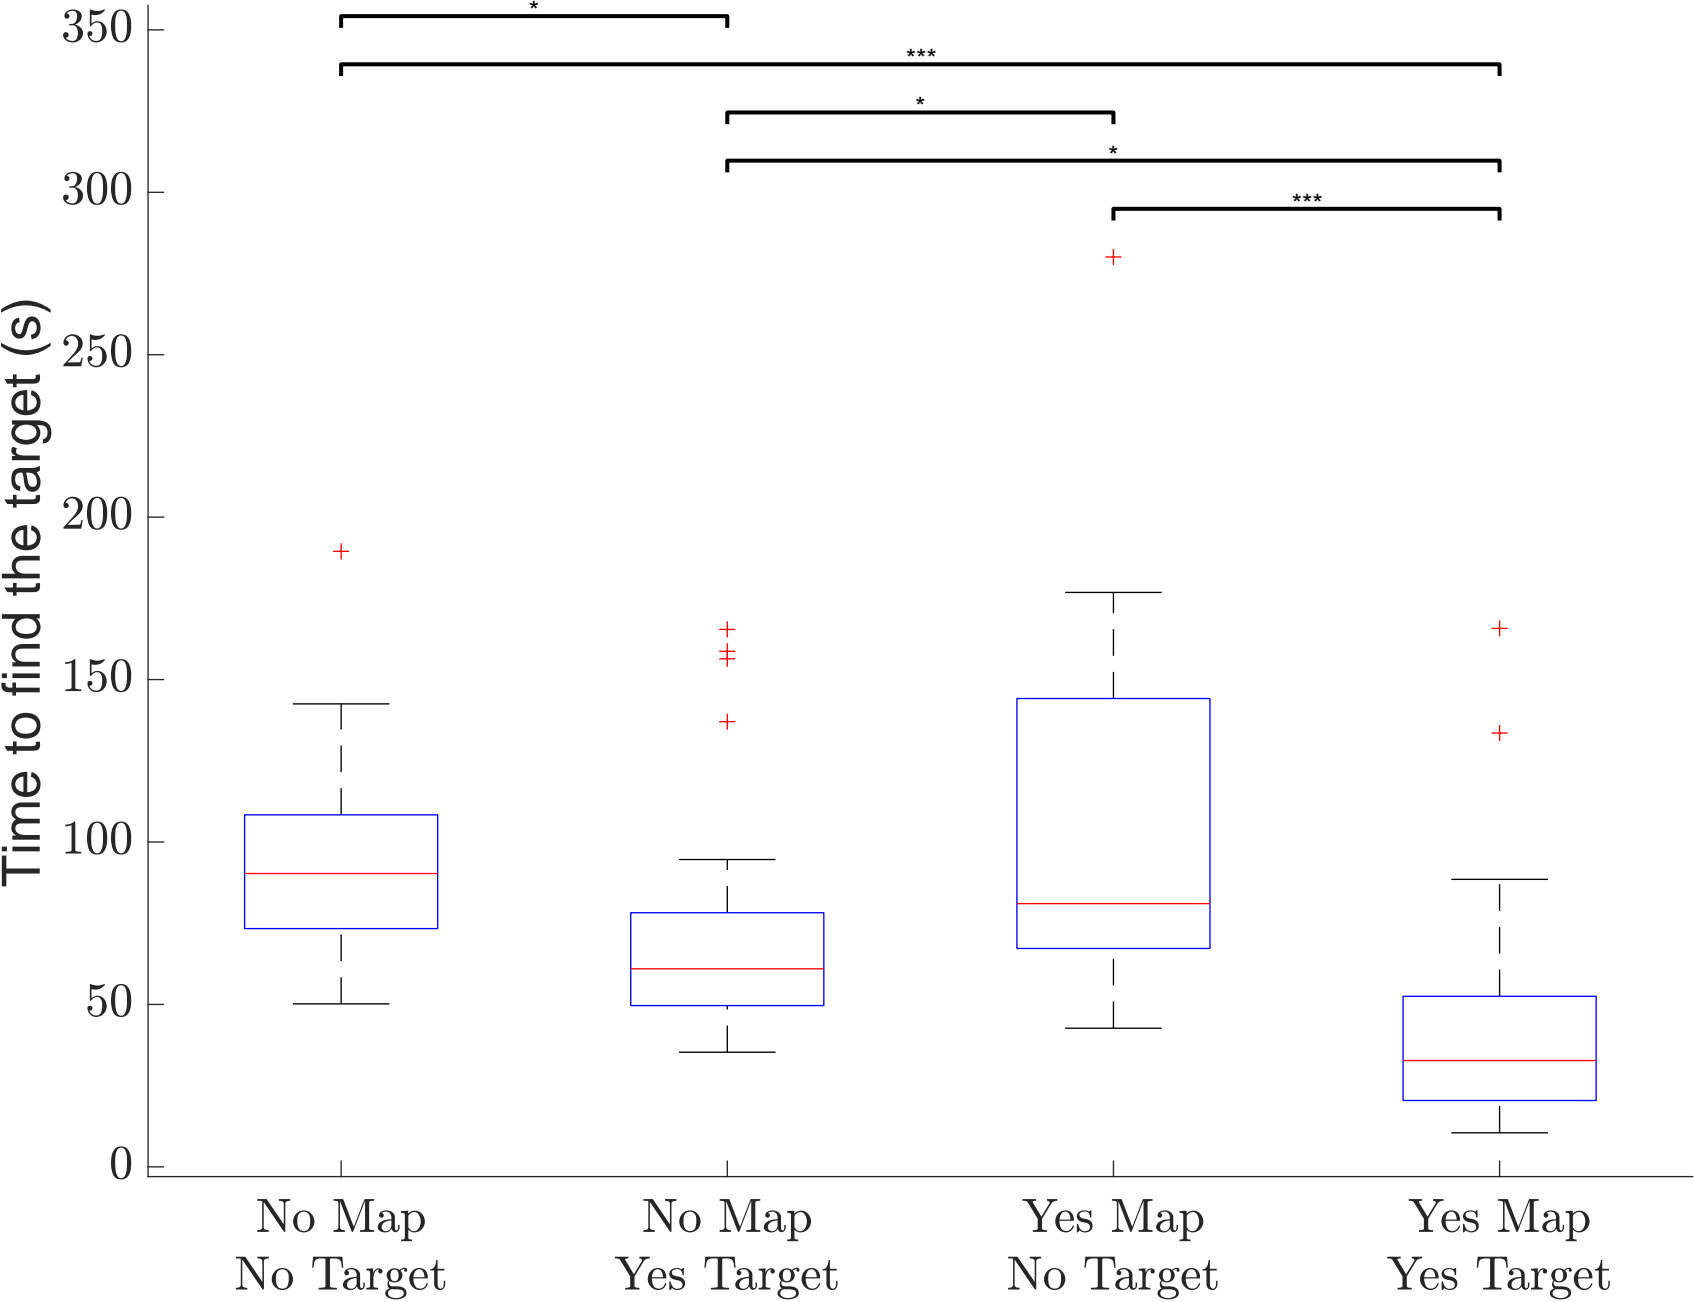 *
350
***
*
*
300
***
250
200
150
100
50
0
Time to find the target (s)
No Map
No Target
No Map
Yes Target
Yes Map
No Target
Yes Map
Yes Target